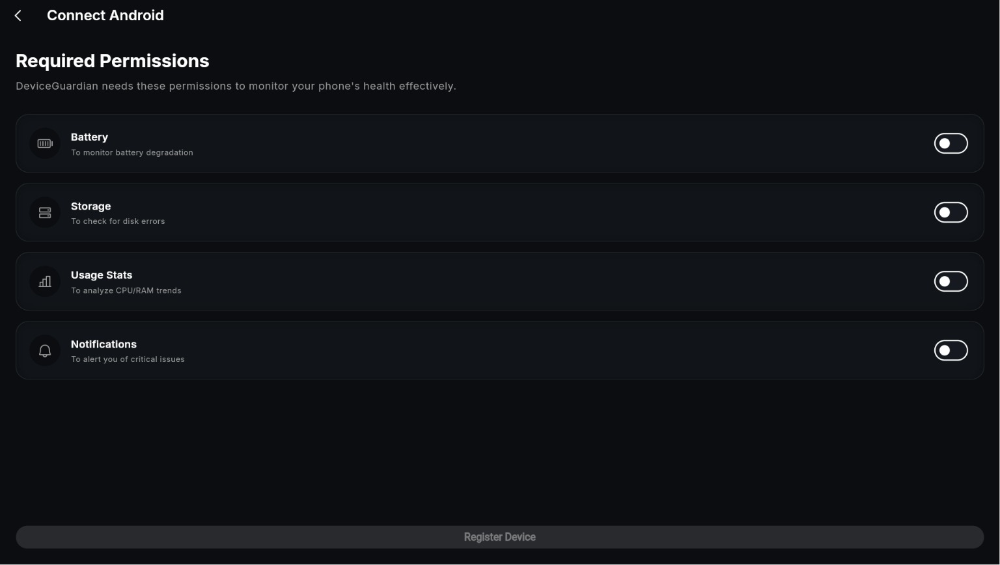 Connect Android
Required Permissions
DeviceGuardian needs these permissions to monitor your phone's health effectively.
Battery
To monitor battery degradation
Storage
To check for disk errors
Usage Stats
To analyze CPU/RAM trends
Notifications
To alert you of critical issues
Register Device